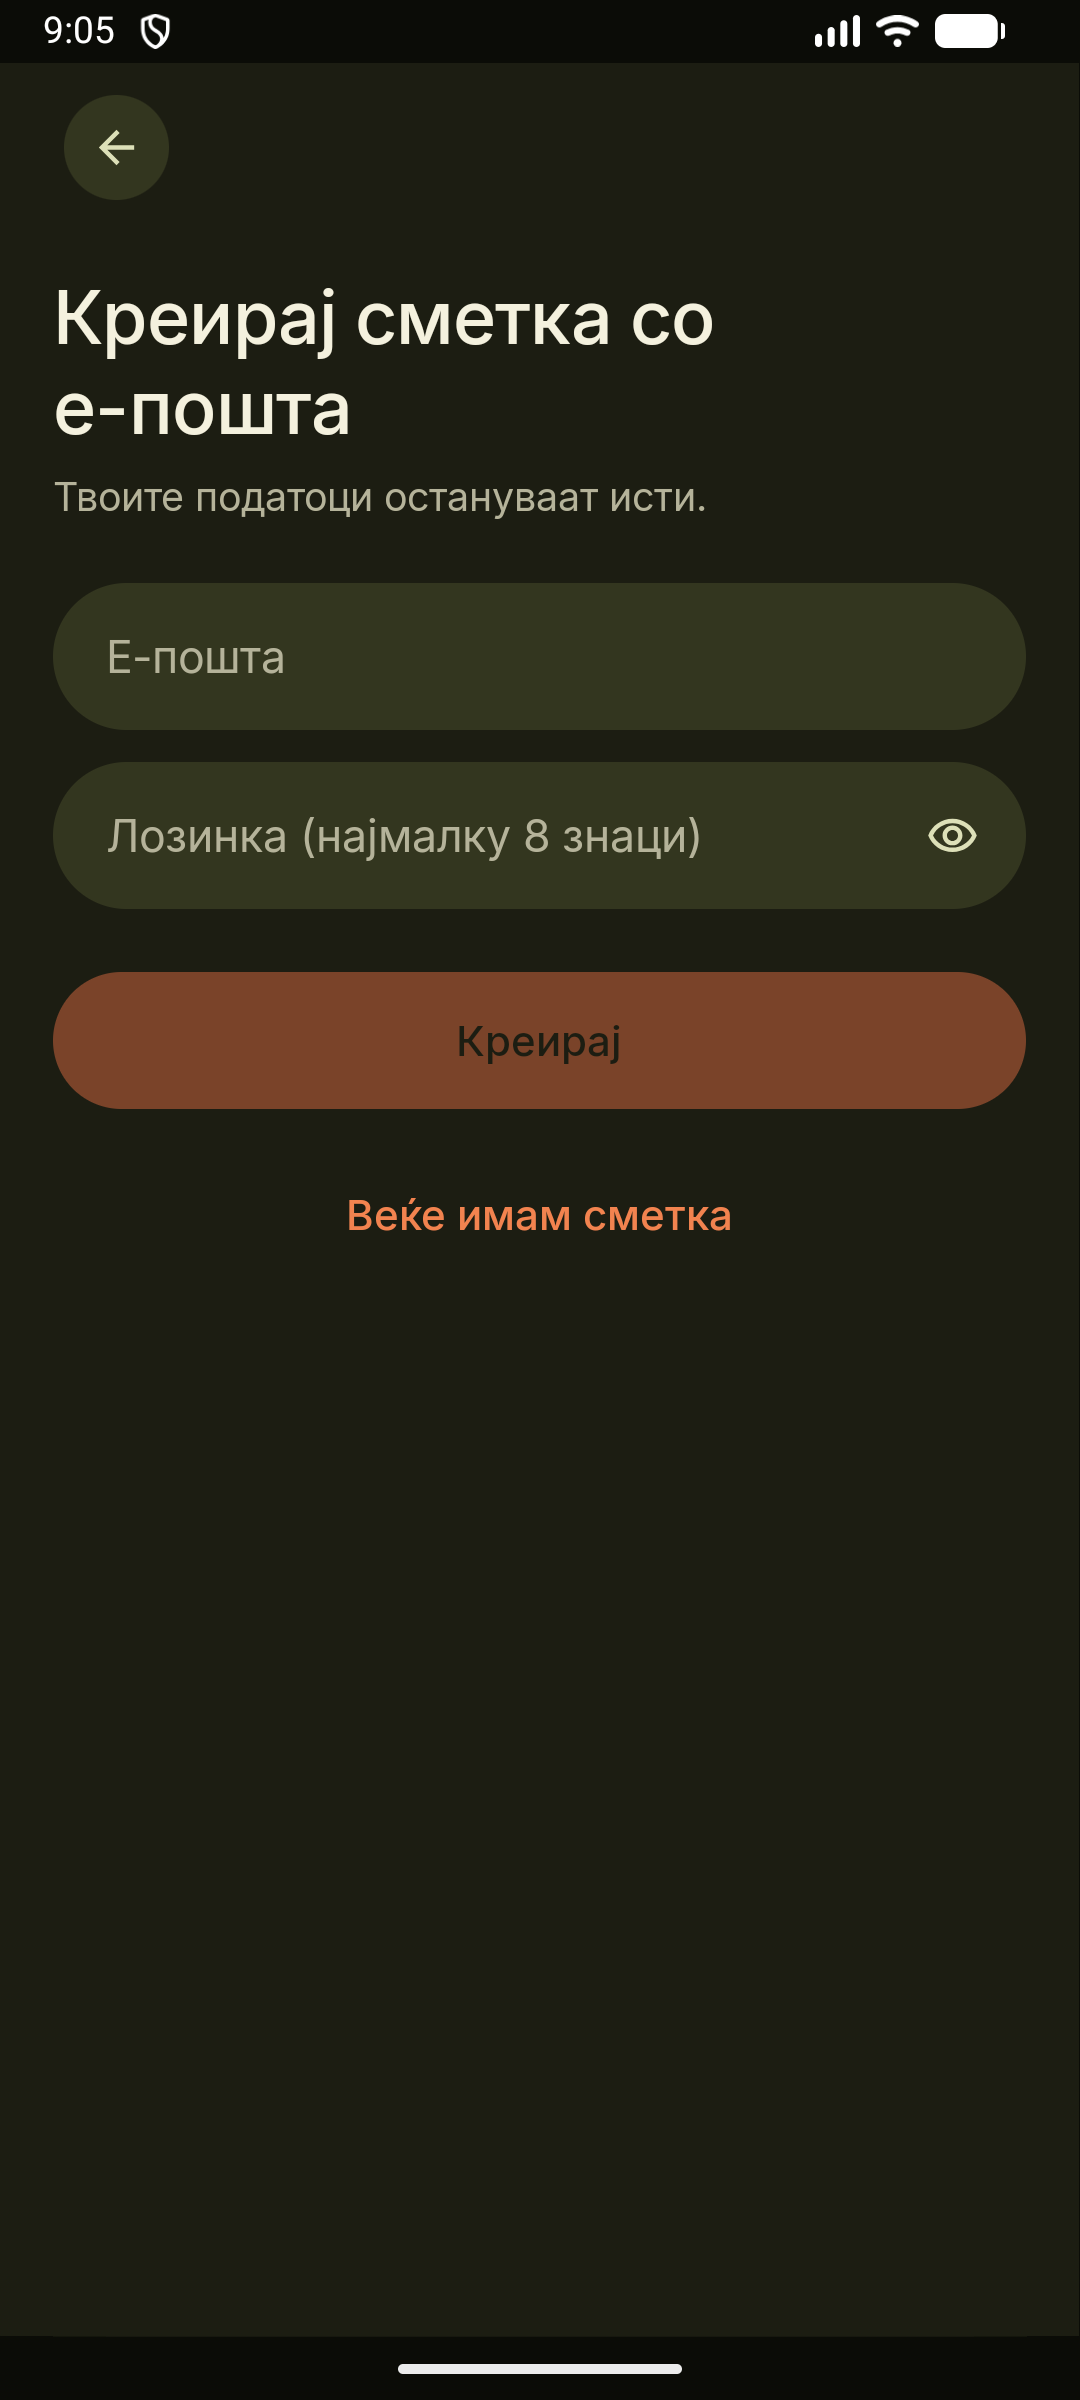 9:05
Креирај сметка со
е-пошта
Твоите податоци остануваат исти.
Е-пошта
Лозинка (најмалку 8 знаци)
Креирај
Веќе имам сметка